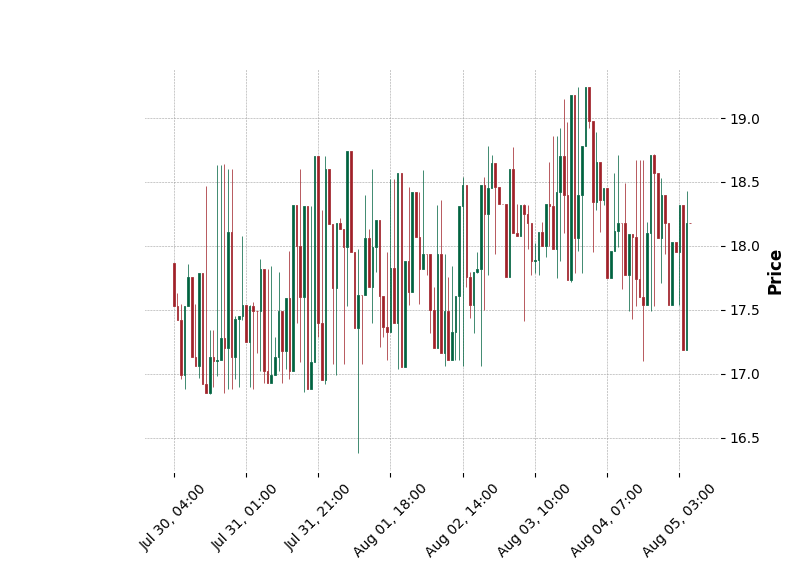 19.0
18.5
18.0
17.5
17.0
16.5
Price
Jul 30, 04:00
Jul 31, 01:00
Jul 31, 21:00
Aug 01, 18:00
Aug 02, 14:00
Aug 03, 10:00
Aug 04, 07:00
Aug 05, 03:00